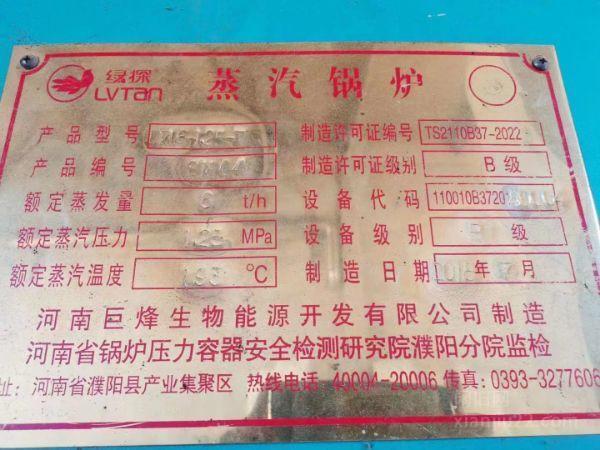 绿探 LVTan
蒸汽锅炉
产品型号 制造许可证编号 TS2110B37-2022
产品编号 制造许可证级别 B级
额定蒸发量 6 t/h 设备代码 110010B37201
额定蒸汽压力 1.25 MPa 设备级别 B 级
额定蒸汽温度 193 ℃ 制造日期 年 月
河南巨烽生物能源开发有限公司制造
河南省锅炉压力容器安全检测研究院濮阳分院监检
址：河南省濮阳县产业集聚区 热线电话：40004-20006 传真：0393-3277606